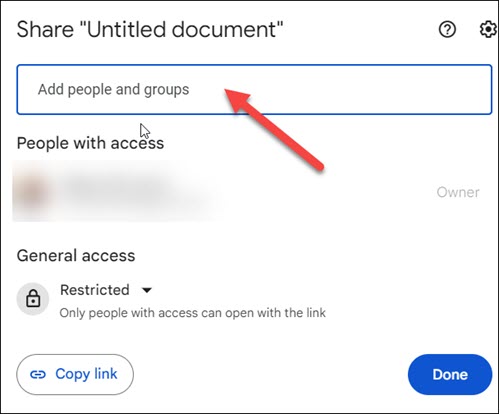 Share "Untitled document"
Add people and groups
People with access
Owner
General access
Restricted
Only people with access can open with the link
Copy link
Done